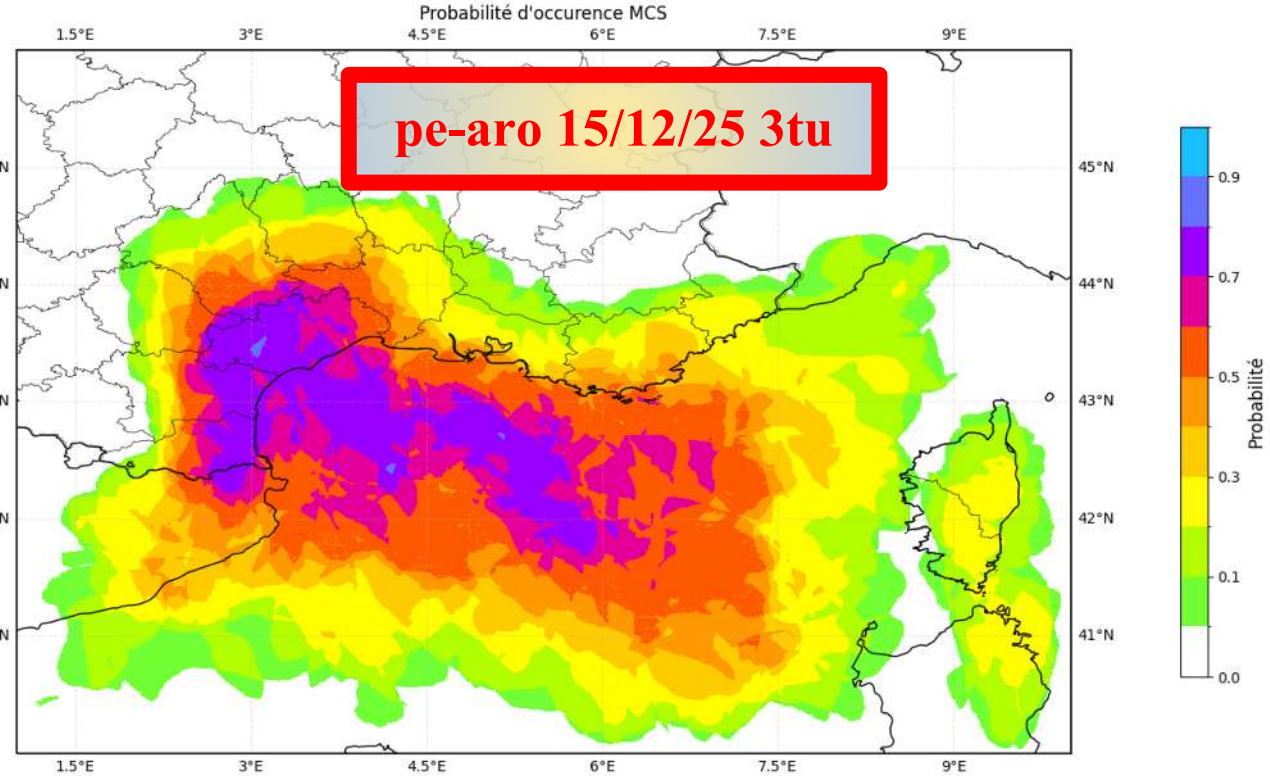 Probabilité d'occurence MCS
1.5°E 3°E 4.5°E 6°E 7.5°E 9°E
pe-aro 15/12/25 3tu
N 45°N
N 44°N
N 43°N
N 42°N
N 41°N
1.5°E 3°E 4.5°E 6°E 7.5°E 9°E
0.9
0.7
0.5
0.3
0.1
0.0
Probabilité